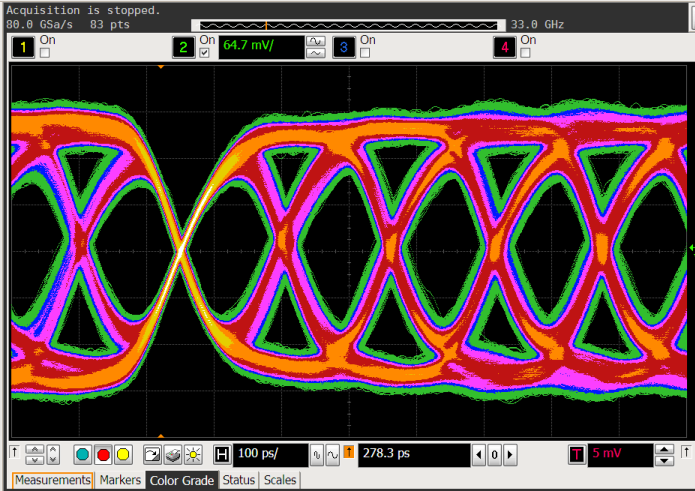 Acquisition is stopped.
80.0 GSa/s 83 pts 33.0 GHz
1 On 2 On 64.7 mV/ 3 On 4 On
H 100 ps/ T 278.3 ps 0 T 5 mV T
Measurements Markers Color Grade Status Scales